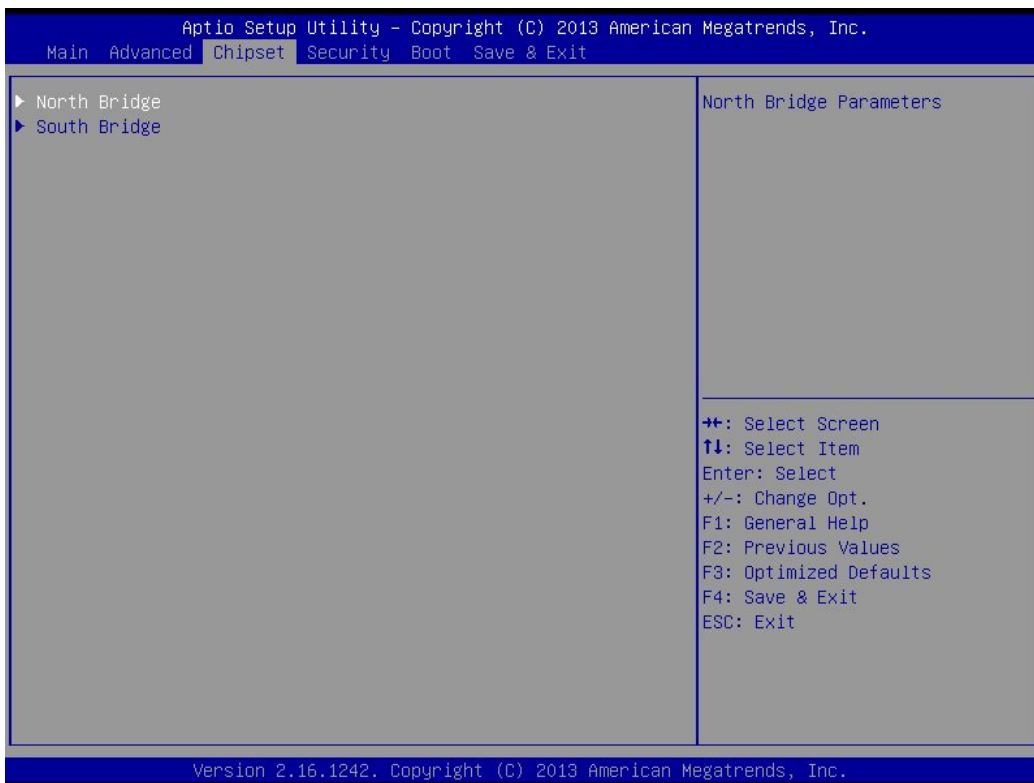 Aptio Setup Utility – Copyright (C) 2013 American Megatrends, Inc.
Main Advanced Chipset Security Boot Save & Exit
▶ North Bridge
▶ South Bridge
North Bridge Parameters
→←: Select Screen
↑↓: Select Item
Enter: Select
+/-: Change Opt.
F1: General Help
F2: Previous Values
F3: Optimized Defaults
F4: Save & Exit
ESC: Exit
Version 2.16.1242. Copyright (C) 2013 American Megatrends, Inc.